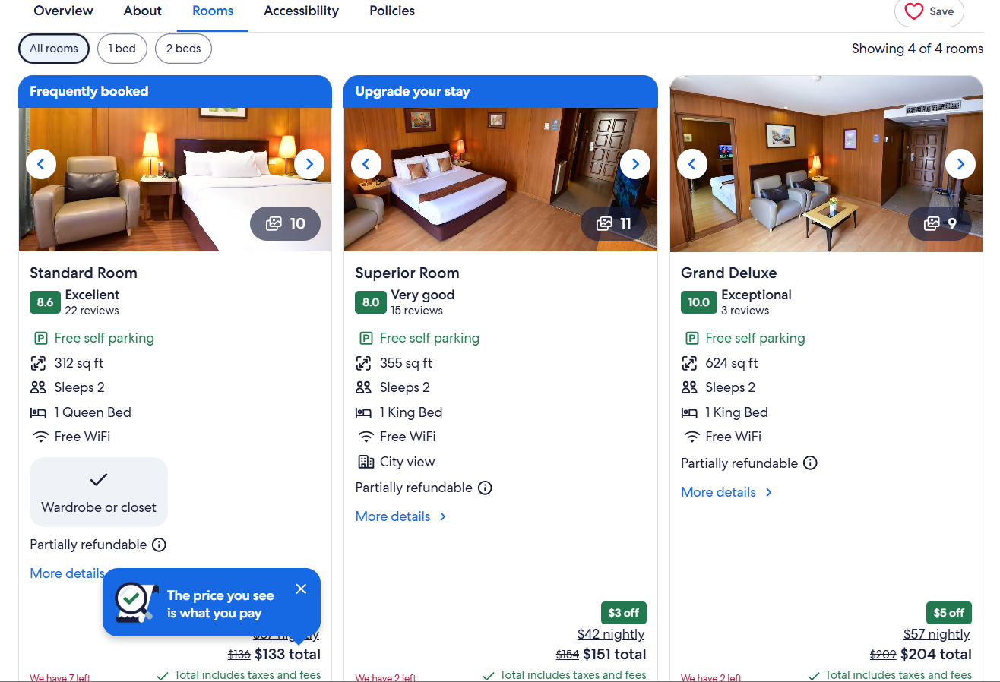 Overview About Rooms Accessibility Policies Save
All rooms 1 bed 2 beds Showing 4 of 4 rooms
Frequently booked
10
Standard Room
8.6 Excellent
22 reviews
Free self parking
312 sq ft
Sleeps 2
1 Queen Bed
Free WiFi
Wardrobe or closet
Partially refundable
More details
The price you see
is what you pay
$136 $133 total
Total includes taxes and fees
We have 7 left
Upgrade your stay
11
Superior Room
8.0 Very good
15 reviews
Free self parking
355 sq ft
Sleeps 2
1 King Bed
Free WiFi
City view
Partially refundable
More details
$3 off
$42 nightly
$154 $151 total
Total includes taxes and fees
We have 2 left
9
Grand Deluxe
10.0 Exceptional
3 reviews
Free self parking
624 sq ft
Sleeps 2
1 King Bed
Free WiFi
Partially refundable
More details
$5 off
$57 nightly
$209 $204 total
Total includes taxes and fees
We have 2 left